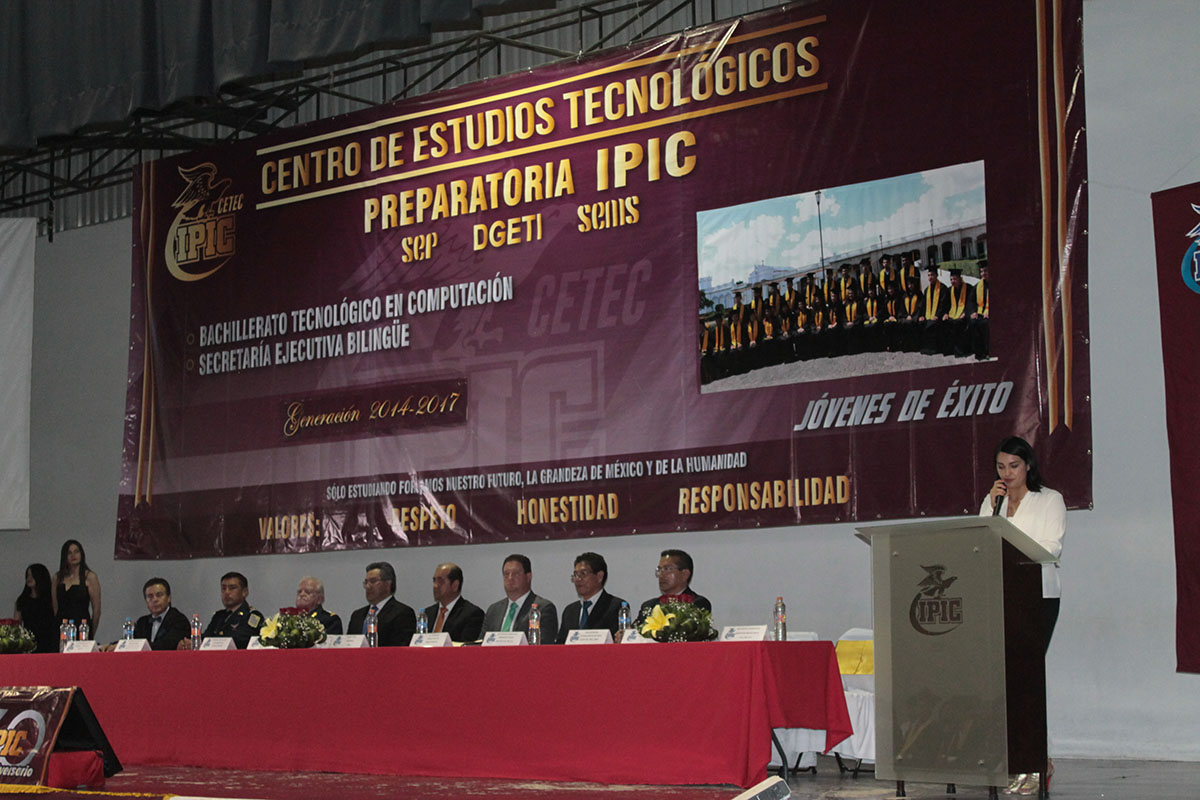 CENTRO DE ESTUDIOS TECNOLÓGICOS
PREPARATORIA IPIC
sep DGETI sems
CETEC
IPIC
BACHILLERATO TECNOLÓGICO EN COMPUTACIÓN
SECRETARÍA EJECUTIVA BILINGÜE
CETEC
IPIC
Generación 2014-2017
JÓVENES DE ÉXITO
SÓLO ESTUDIANDO FORJAMOS NUESTRO FUTURO, LA GRANDEZA DE MÉXICO Y DE LA HUMANIDAD
VALORES: RESPETO HONESTIDAD RESPONSABILIDAD
IPIC
IPIC